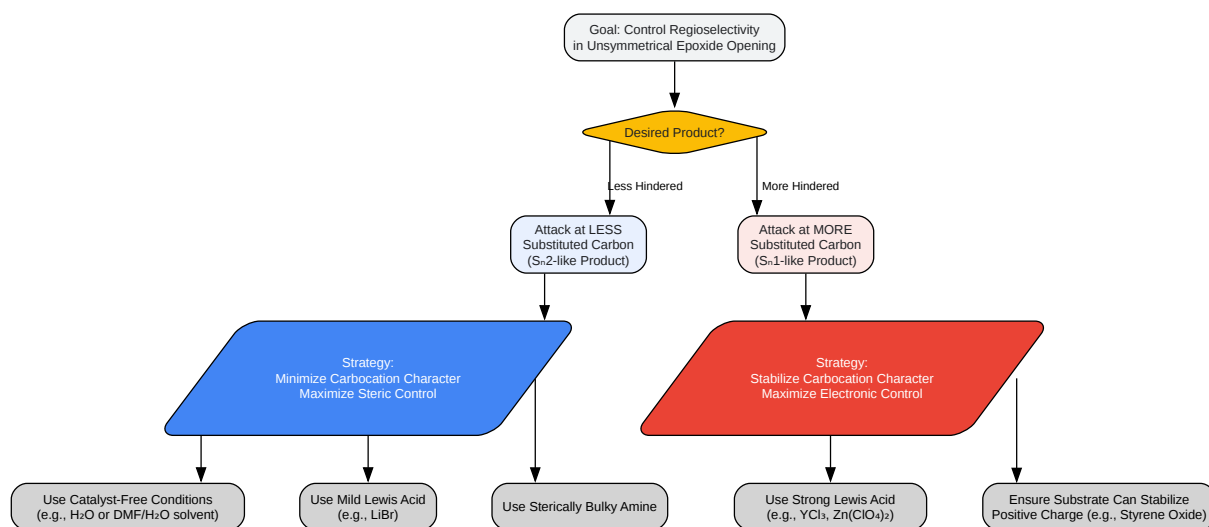 Goal: Control Regioselectivity
in Unsymmetrical Epoxide Opening
Desired Product?
Less Hindered
More Hindered
Attack at LESS
Substituted Carbon
(Sₙ2-like Product)
Attack at MORE
Substituted Carbon
(Sₙ1-like Product)
Strategy:
Minimize Carbocation Character
Maximize Steric Control
Strategy:
Stabilize Carbocation Character
Maximize Electronic Control
Use Catalyst-Free Conditions
(e.g., H₂O or DMF/H₂O solvent)
Use Mild Lewis Acid
(e.g., LiBr)
Use Sterically Bulky Amine
Use Strong Lewis Acid
(e.g., YCl₃, Zn(ClO₄)₂)
Ensure Substrate Can Stabilize
Positive Charge (e.g., Styrene Oxide)